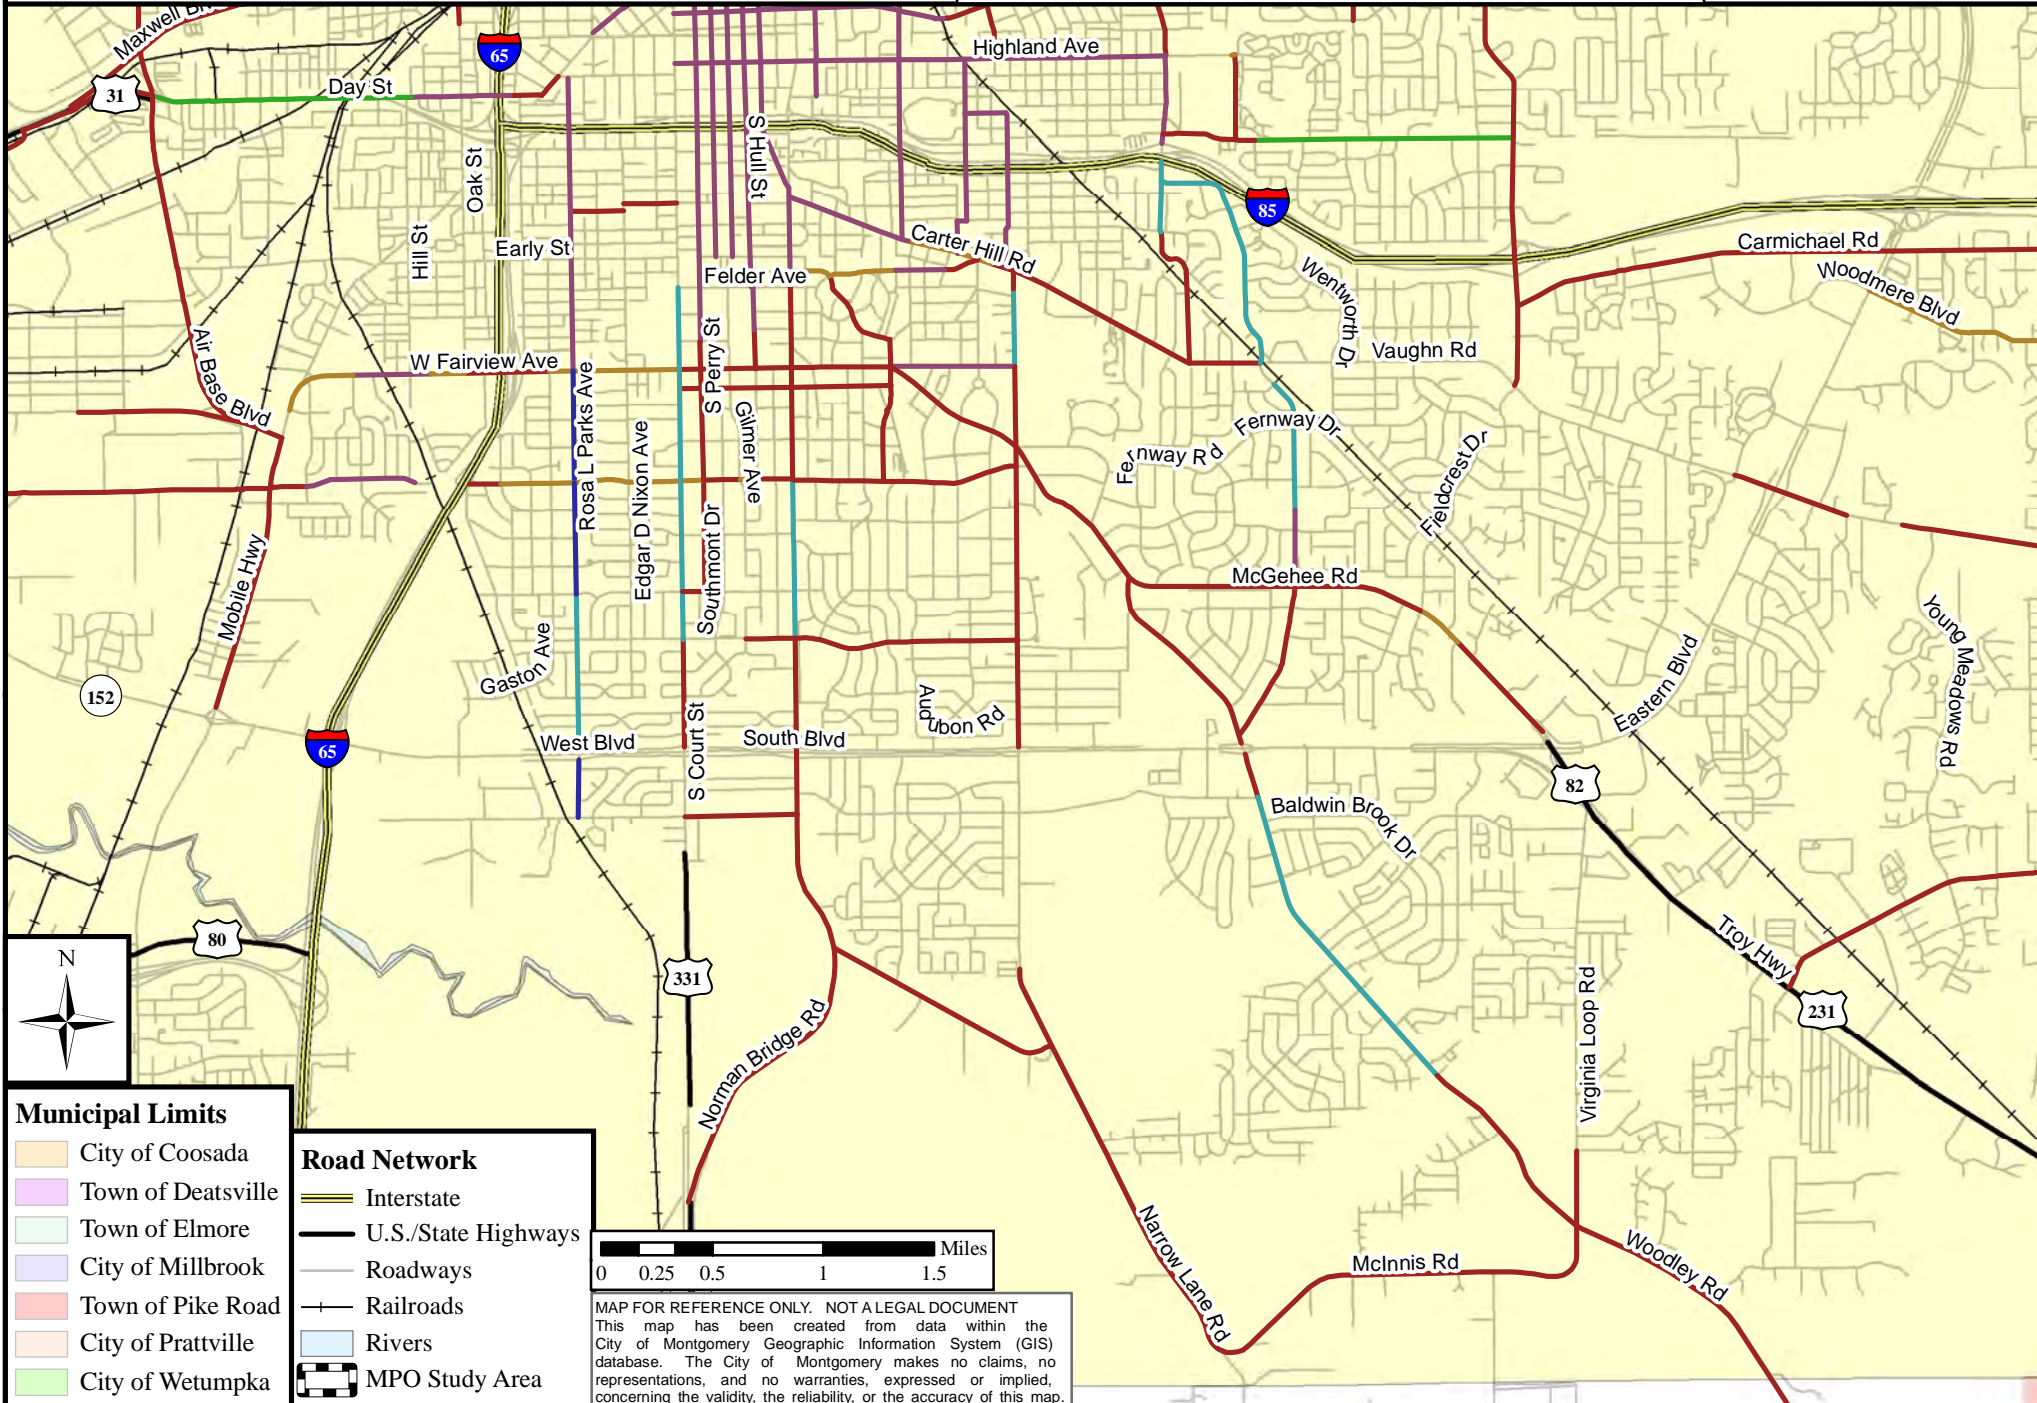 Maxwell
65
Highland Ave
31
Day St
S Hull St
Oak St
85
Hill St
Early St
Carter Hill Rd
Carmichael Rd
Felder Ave
Wentworth Dr
Woodmere Blvd
Air Base Blvd
W Fairview Ave
S Perry St
Vaughn Rd
Rosa L Parks Ave
Gilmer Ave
Fernway Dr
Edgar D Nixon Ave
Fernway Rd
Fieldcrest Dr
Mobile Hwy
Southmont Dr
McGehee Rd
Young Meadows Rd
Gaston Ave
152
Eastern Blvd
Audubon Rd
S Court St
65
West Blvd
South Blvd
82
Baldwin Brook Dr
80
Troy Hwy
331
231
Norman Bridge Rd
Virginia Loop Rd
N
Narrow Lane Rd
McInnis Rd
Woodley Rd
Municipal Limits
City of Coosada
Town of Deatsville
Town of Elmore
City of Millbrook
Town of Pike Road
City of Prattville
City of Wetumpka
Road Network
Interstate
U.S./State Highways
Roadways
Railroads
Rivers
MPO Study Area
Miles
0 0.25 0.5 1 1.5
MAP FOR REFERENCE ONLY. NOT A LEGAL DOCUMENT
This map has been created from data within the
City of Montgomery Geographic Information System (GIS)
database. The City of Montgomery makes no claims, no
representations, and no warranties, expressed or implied,
concerning the validity, the reliability, or the accuracy of this map.